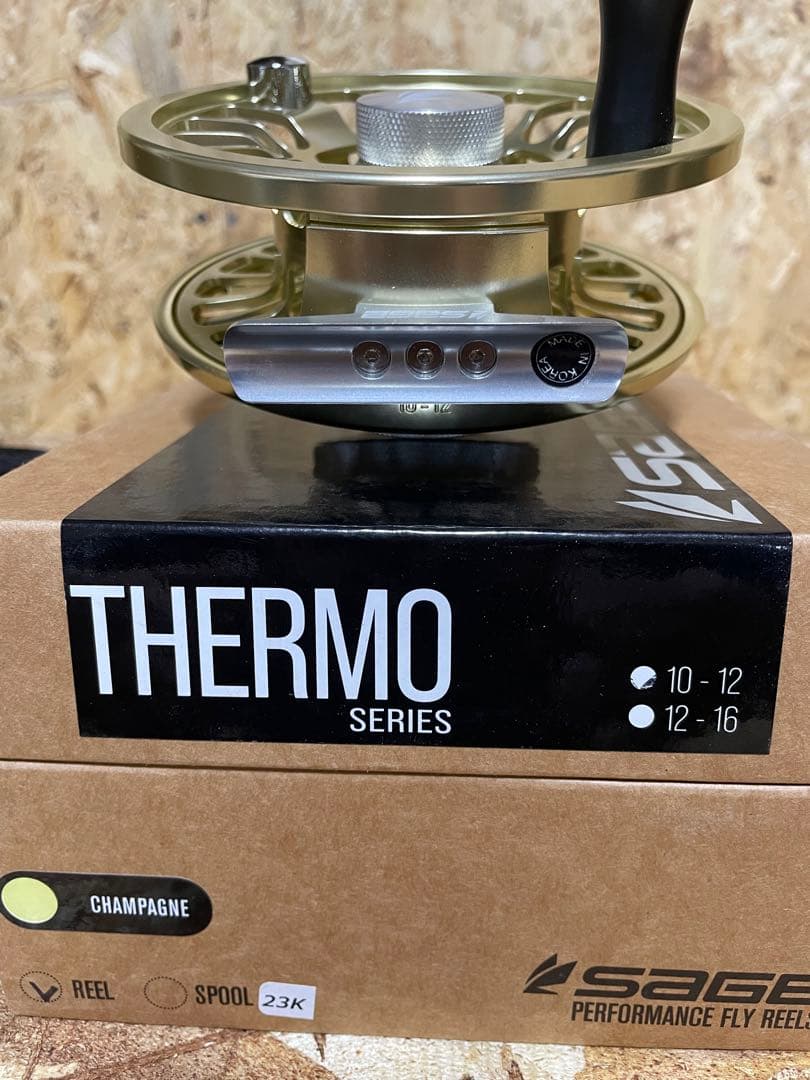 SAGE
MADE IN KOREA
10-12
SAGE
THERMO
SERIES
10 - 12
12 - 16
CHAMPAGNE
REEL
SPOOL
23K
SAGE
PERFORMANCE FLY REELS